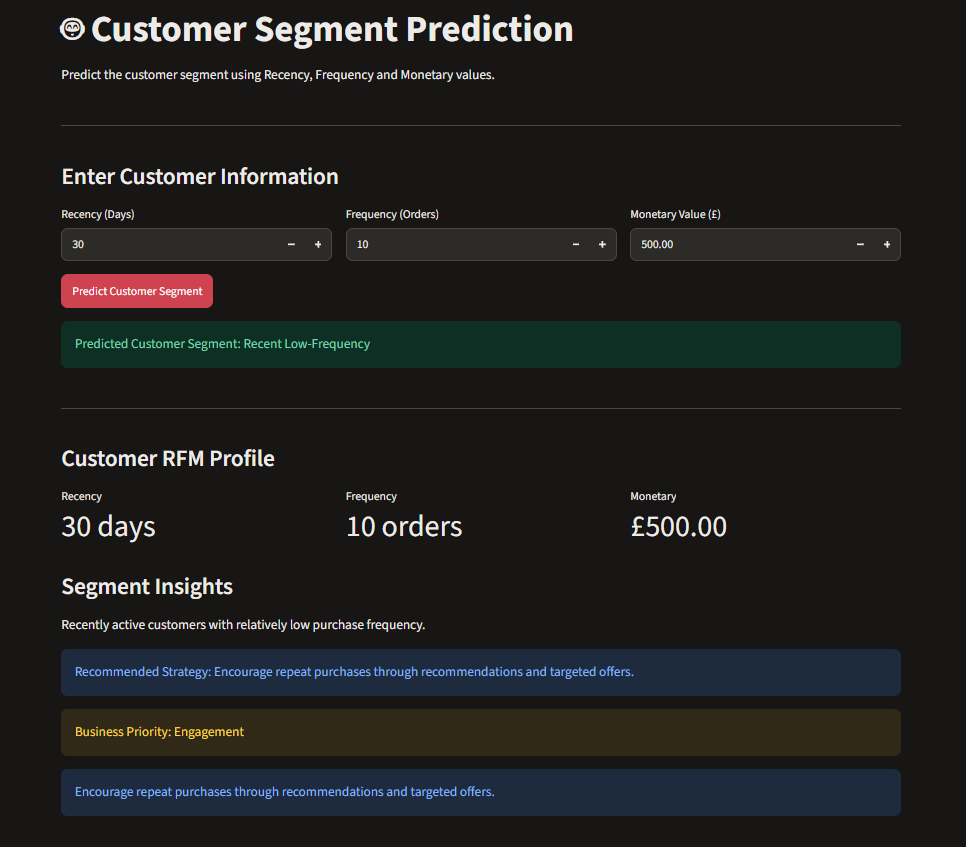 Customer Segment Prediction
Predict the customer segment using Recency, Frequency and Monetary values.
Enter Customer Information
Recency (Days)
Frequency (Orders)
Monetary Value (£)
30
10
500.00
Predict Customer Segment
Predicted Customer Segment: Recent Low-Frequency
Customer RFM Profile
Recency
Frequency
Monetary
30 days
10 orders
£500.00
Segment Insights
Recently active customers with relatively low purchase frequency.
Recommended Strategy: Encourage repeat purchases through recommendations and targeted offers.
Business Priority: Engagement
Encourage repeat purchases through recommendations and targeted offers.